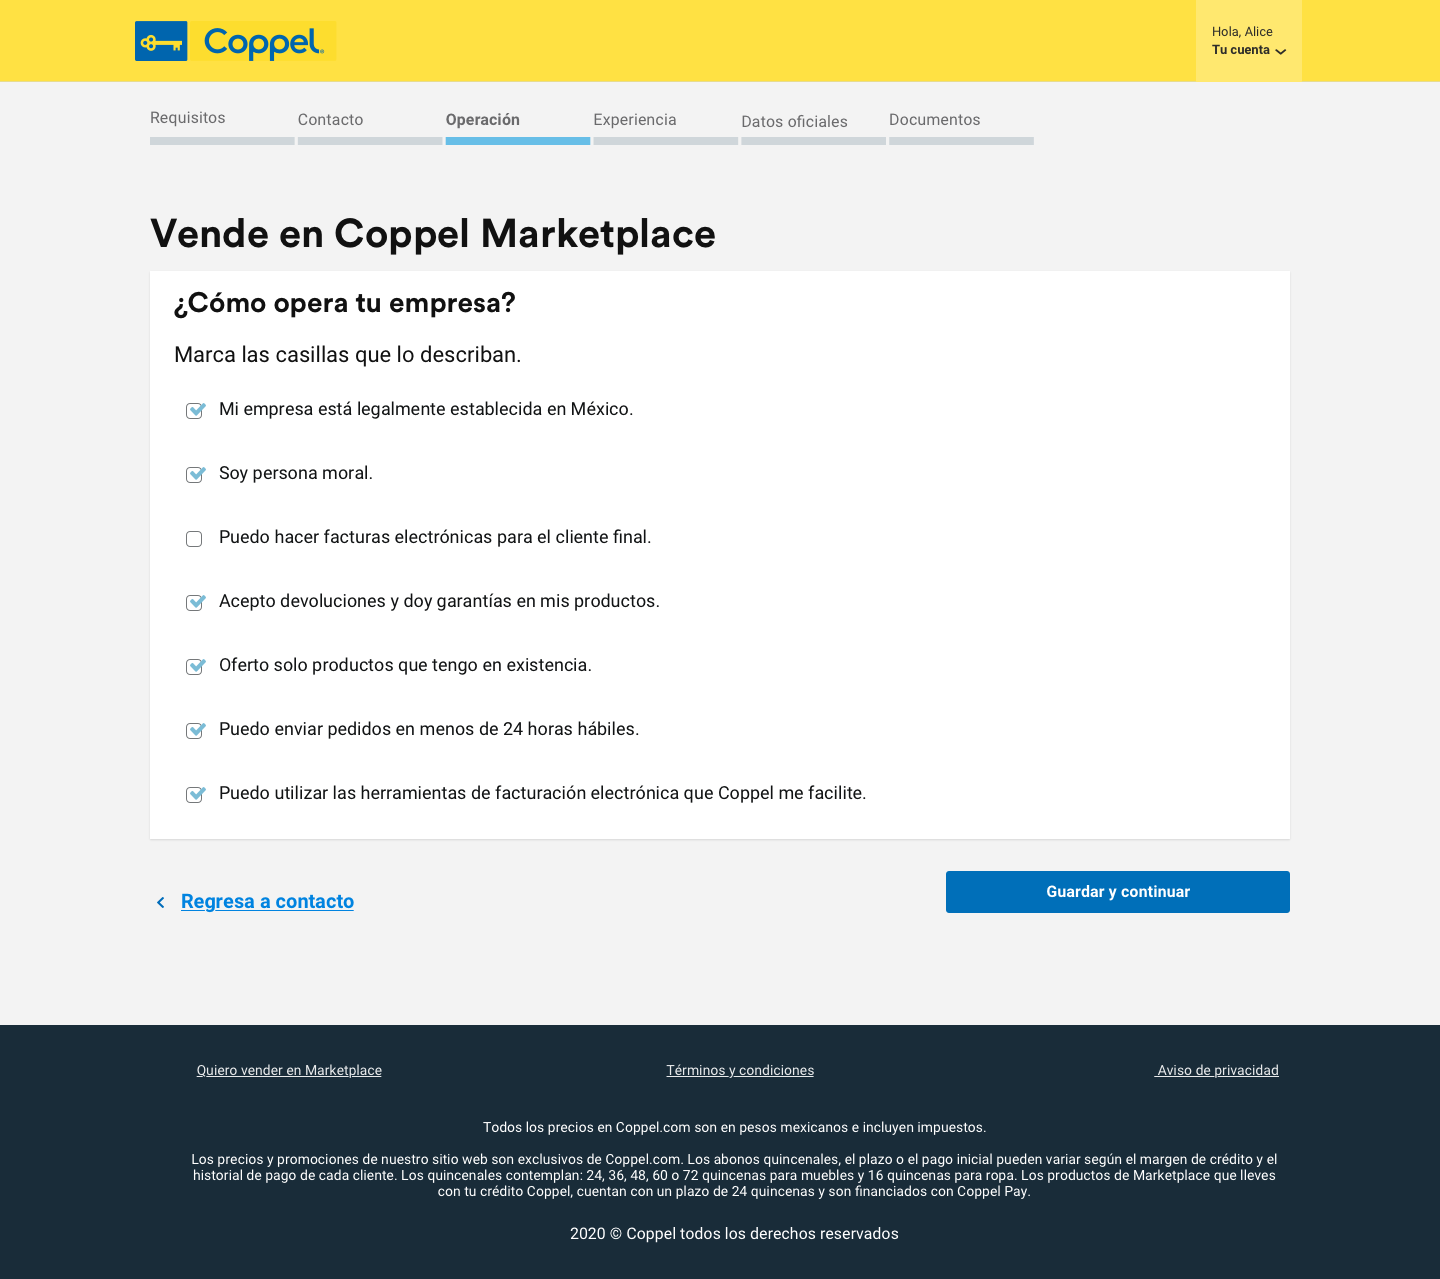 Coppel®
Hola, Alice
Tu cuenta
Requisitos
Contacto
Operación
Experiencia
Datos oficiales
Documentos
Vende en Coppel Marketplace
¿Cómo opera tu empresa?
Marca las casillas que lo describan.
Mi empresa está legalmente establecida en México.
Soy persona moral.
Puedo hacer facturas electrónicas para el cliente final.
Acepto devoluciones y doy garantías en mis productos.
Oferto solo productos que tengo en existencia.
Puedo enviar pedidos en menos de 24 horas hábiles.
Puedo utilizar las herramientas de facturación electrónica que Coppel me facilite.
Regresa a contacto
Guardar y continuar
Quiero vender en Marketplace
Términos y condiciones
Aviso de privacidad
Todos los precios en Coppel.com son en pesos mexicanos e incluyen impuestos.
Los precios y promociones de nuestro sitio web son exclusivos de Coppel.com. Los abonos quincenales, el plazo o el pago inicial pueden variar según el margen de crédito y el
historial de pago de cada cliente. Los quincenales contemplan: 24, 36, 48, 60 o 72 quincenas para muebles y 16 quincenas para ropa. Los productos de Marketplace que lleves
con tu crédito Coppel, cuentan con un plazo de 24 quincenas y son financiados con Coppel Pay.
2020 © Coppel todos los derechos reservados